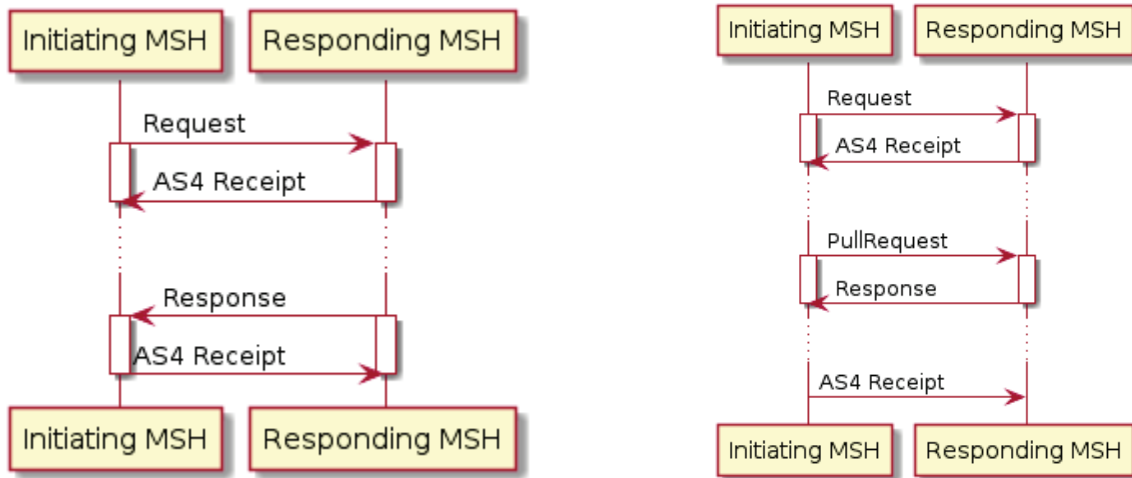 Initiating MSH
Responding MSH
Request
AS4 Receipt
Response
AS4 Receipt
Initiating MSH
Responding MSH
Initiating MSH
Responding MSH
Request
AS4 Receipt
PullRequest
Response
AS4 Receipt
Initiating MSH
Responding MSH